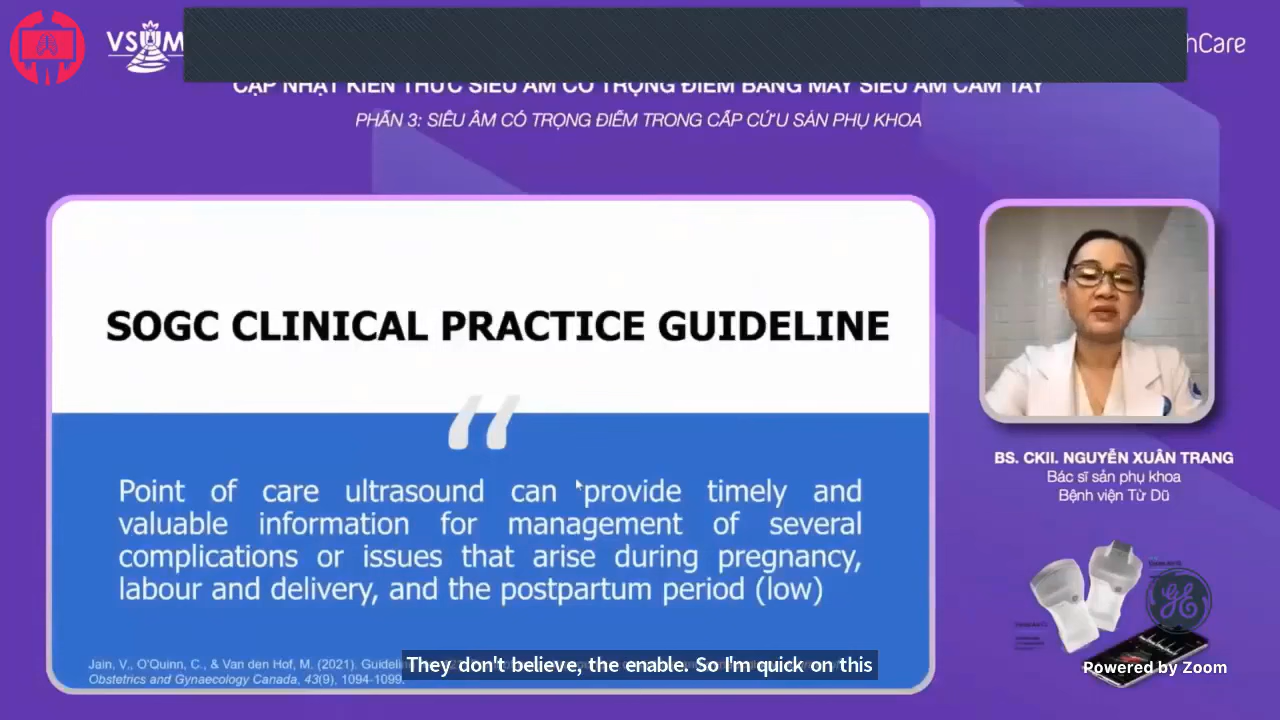 VSUM
hCare
CẬP NHẬT KIẾN THỨC SIÊU ÂM CÓ TRỌNG ĐIỂM BẰNG MÁY SIÊU ÂM CẦM TAY
PHẦN 3: SIÊU ÂM CÓ TRỌNG ĐIỂM TRONG CẤP CỨU SẢN PHỤ KHOA
SOGC CLINICAL PRACTICE GUIDELINE
“
Point of care ultrasound can provide timely and
valuable information for management of several
complications or issues that arise during pregnancy,
labour and delivery, and the postpartum period (low)
Jain, V., O'Quinn, C., & Van den Hof, M. (2021).
Obstetrics and Gynaecology Canada, 43(9), 1094-1099.
They don't believe, the enable. So I'm quick on this
BS. CKII. NGUYỄN XUÂN TRANG
Bác sĩ sản phụ khoa
Bệnh viện Từ Dũ
GE
Powered by Zoom